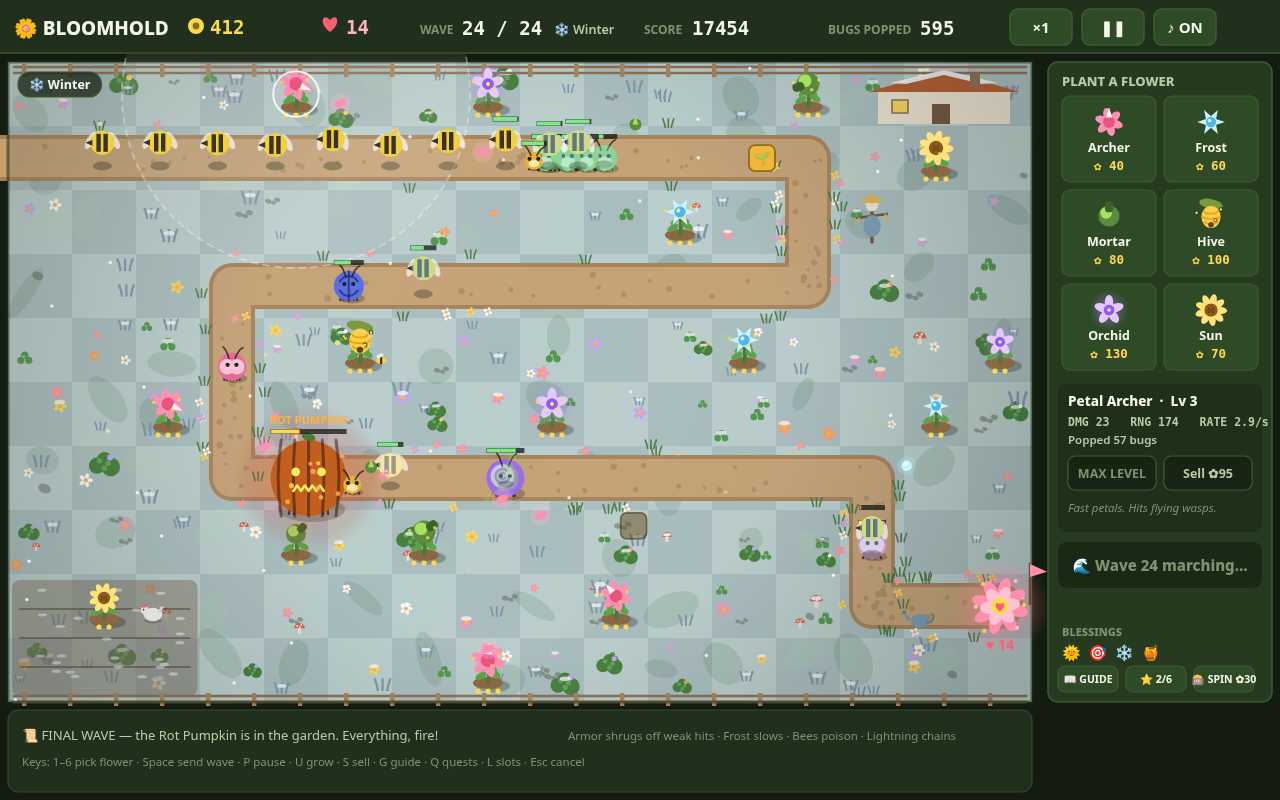 🌼 BLOOMHOLD 412 14 WAVE 24 / 24 ❄️ Winter SCORE 17454 BUGS POPPED 595 ×1 ❚❚ ♪ ON
❄️ Winter
ROT PUMPKIN
♥ 14
PLANT A FLOWER
Archer
✿ 40
Frost
✿ 60
Mortar
✿ 80
Hive
✿ 100
Orchid
✿ 130
Sun
✿ 70
Petal Archer · Lv 3
DMG 23 RNG 174 RATE 2.9/s
Popped 57 bugs
MAX LEVEL
Sell ✿95
Fast petals. Hits flying wasps.
🌊 Wave 24 marching…
BLESSINGS
📖 GUIDE
⭐ 2/6
🎰 SPIN ✿30
📜 FINAL WAVE — the Rot Pumpkin is in the garden. Everything, fire!
Armor shrugs off weak hits · Frost slows · Bees poison · Lightning chains
Keys: 1–6 pick flower · Space send wave · P pause · U grow · S sell · G guide · Q quests · L slots · Esc cancel